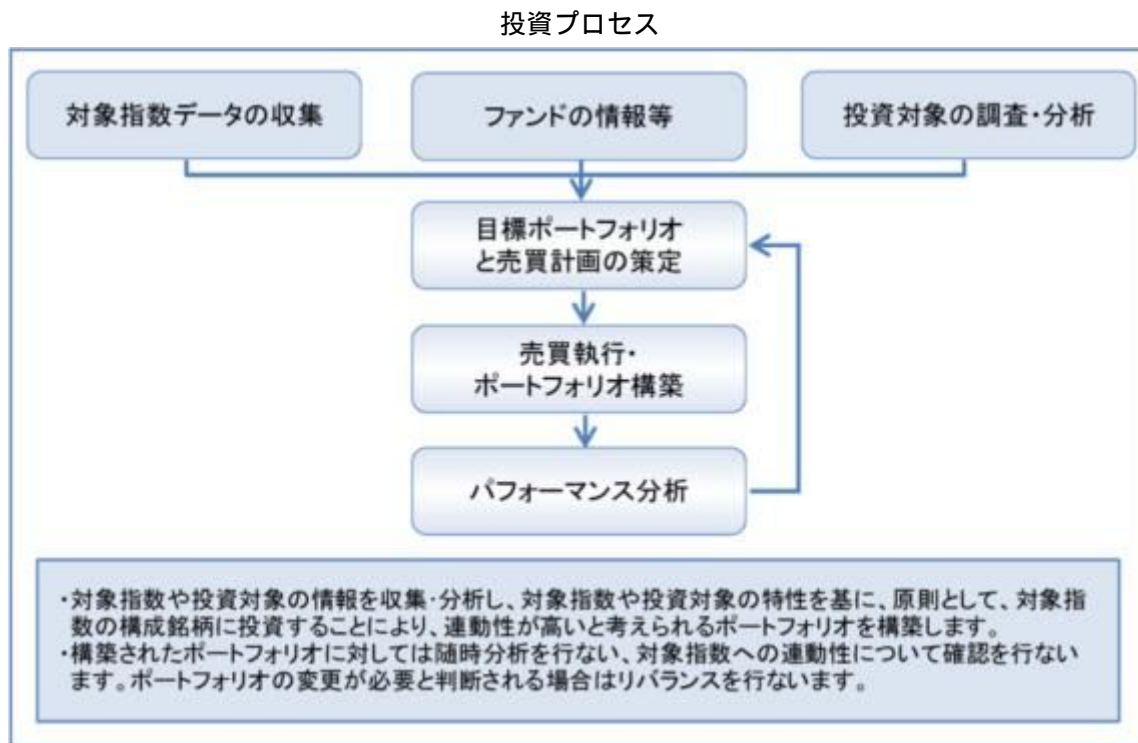 投資プロセス
対象指数データの収集
ファンドの情報等
投資対象の調査・分析
目標ポートフォリオ
と売買計画の策定
売買執行・
ポートフォリオ構築
パフォーマンス分析
・対象指数や投資対象の情報を収集・分析し、対象指数や投資対象の特性を基に、原則として、対象指
数の構成銘柄に投資することにより、連動性が高いと考えられるポートフォリオを構築します。
・構築されたポートフォリオに対しては随時分析を行ない、対象指数への連動性について確認を行ない
ます。ポートフォリオの変更が必要と判断される場合はリバランスを行ないます。